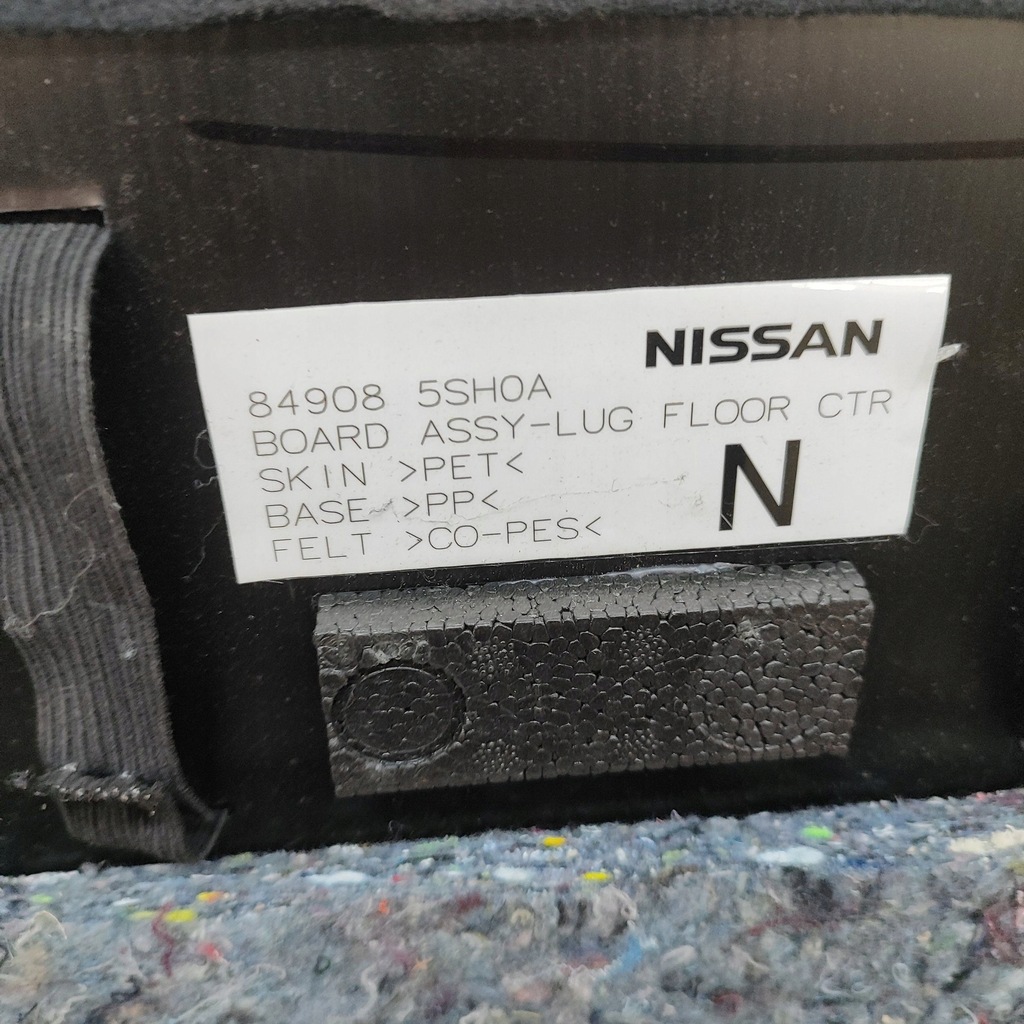 NISSAN
84908 5SH0A
BOARD ASSY-LUG FLOOR CTR
SKIN >PET<
BASE >PP<
FELT >CO-PES<
N